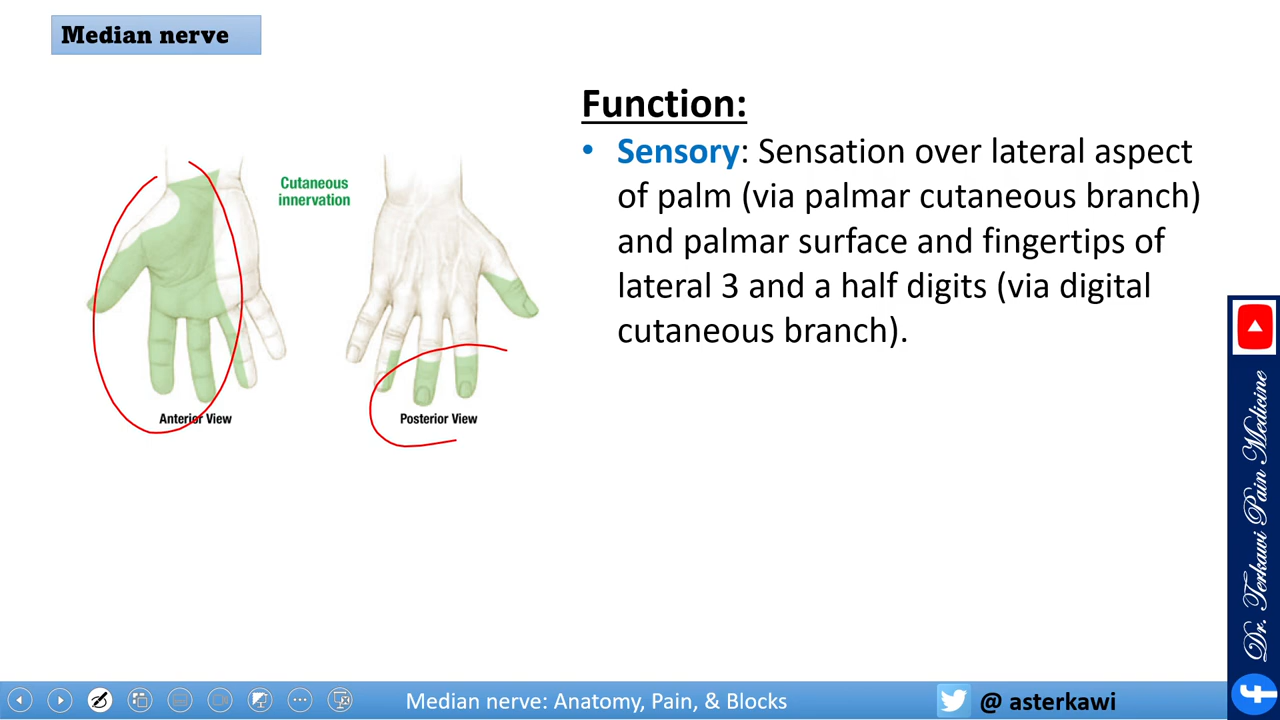 Median nerve
Function:
• Sensory: Sensation over lateral aspect
of palm (via palmar cutaneous branch)
and palmar surface and fingertips of
lateral 3 and a half digits (via digital
cutaneous branch).
Cutaneous
innervation
Anterior View
Posterior View
Dr. Terkawi Pain Medicine
Median nerve: Anatomy, Pain, & Blocks
@ asterkawi